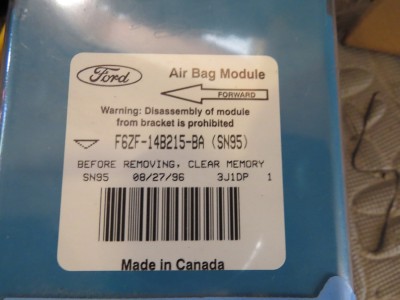 Ford
Air Bag Module
FORWARD
Warning: Disassembly of module
from bracket is prohibited
F6ZF-14B215-BA (SN95)
BEFORE REMOVING, CLEAR MEMORY
SN95 08/27/96 3J1DP 1
Made in Canada